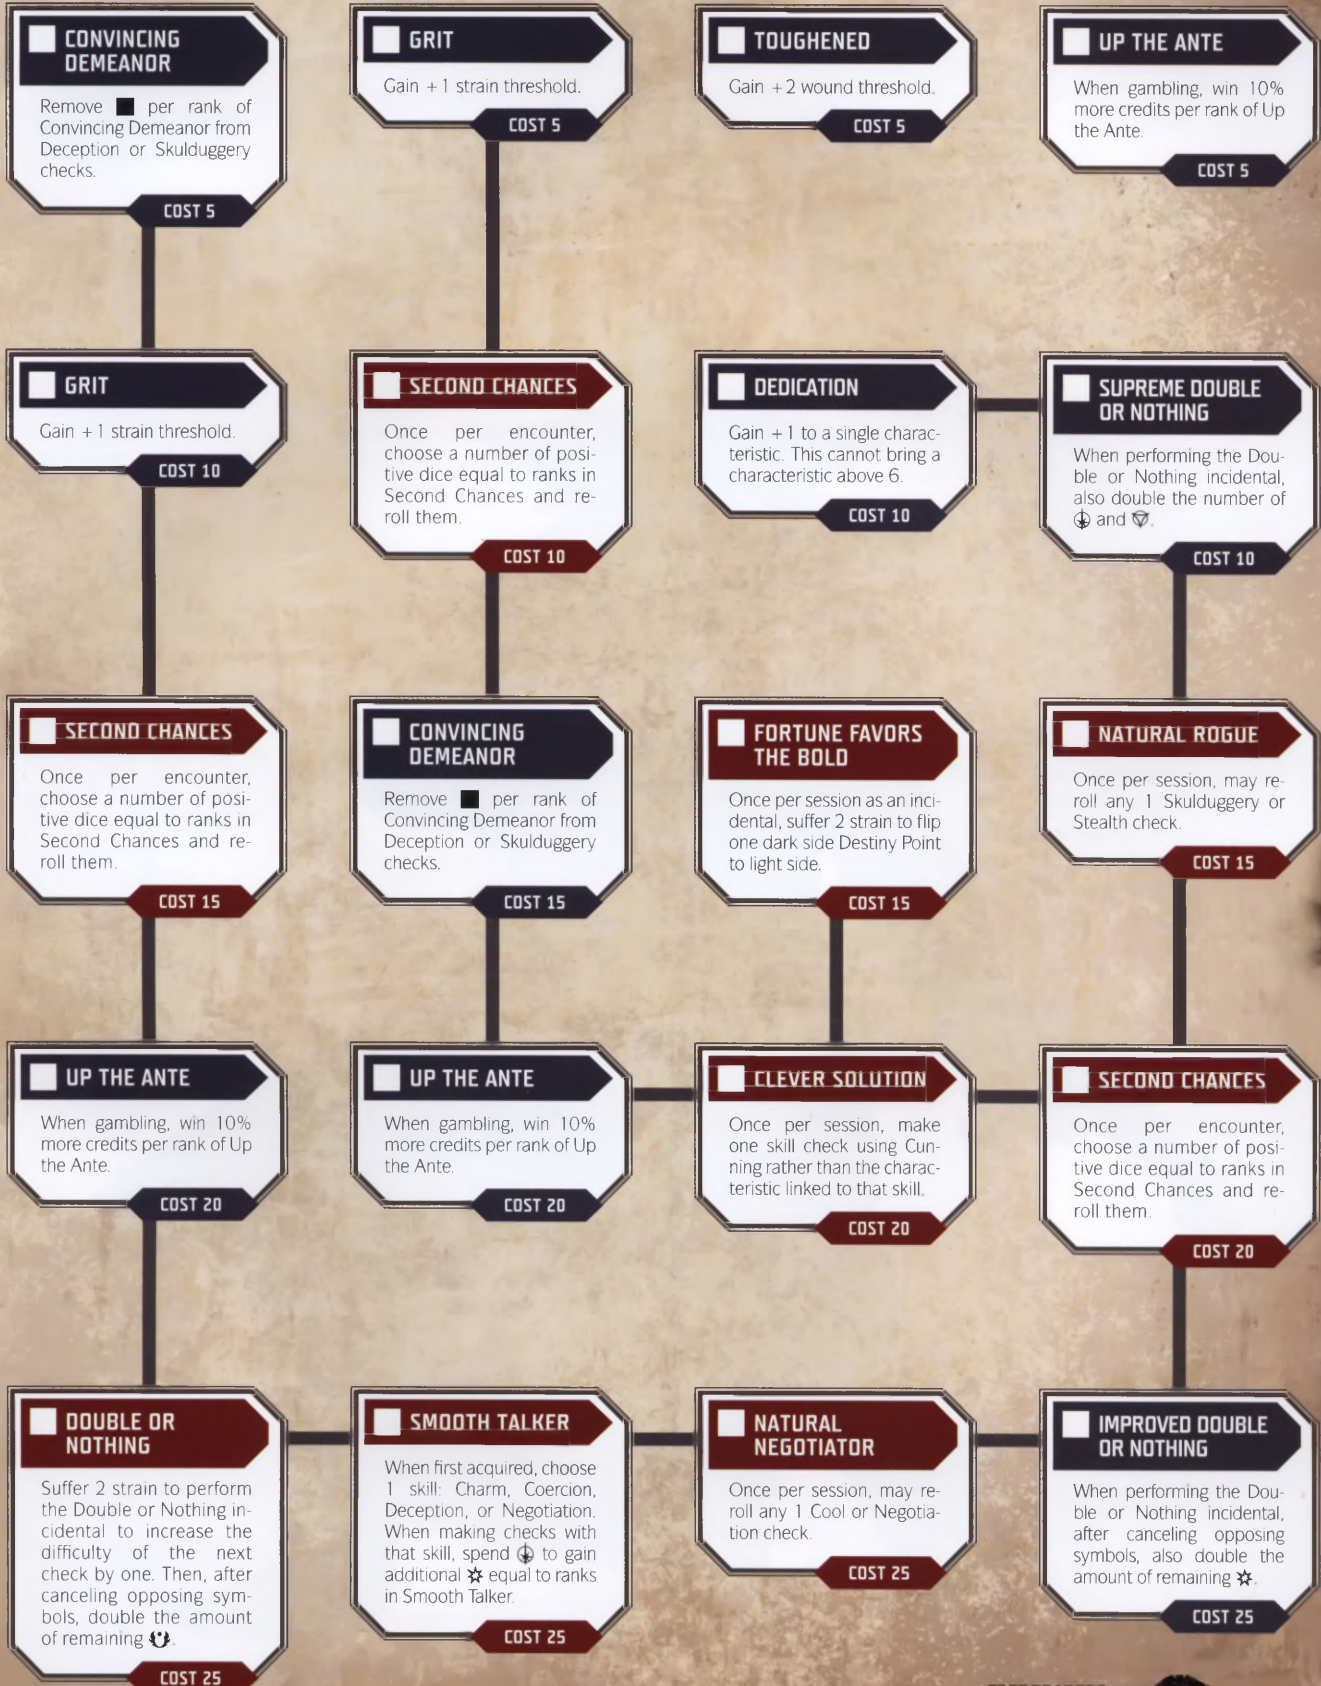 CONVINCING
DEMEANOR
Remove ■ per rank of
Convincing Demeanor from
Deception or Skulduggery
checks.
COST 5
GRIT
Gain +1 strain threshold.
COST 5
TOUGHENED
Gain +2 wound threshold.
COST 5
UP THE ANTE
When gambling, win 10%
more credits per rank of Up
the Ante.
COST 5
GRIT
Gain +1 strain threshold.
COST 10
SECOND CHANCES
Once per encounter,
choose a number of posi-
tive dice equal to ranks in
Second Chances and re-
roll them.
COST 10
DEDICATION
Gain +1 to a single charac-
teristic. This cannot bring a
characteristic above 6.
COST 10
SUPREME DOUBLE
OR NOTHING
When performing the Dou-
ble or Nothing incidental,
also double the number of
and
COST 10
SECOND CHANCES
Once per encounter,
choose a number of posi-
tive dice equal to ranks in
Second Chances and re-
roll them.
COST 15
CONVINCING
DEMEANOR
Remove ■ per rank of
Convincing Demeanor from
Deception or Skulduggery
checks.
COST 15
FORTUNE FAVORS
THE BOLD
Once per session as an inci-
dental, suffer 2 strain to flip
one dark side Destiny Point
to light side.
COST 15
NATURAL ROGUE
Once per session, may re-
roll any 1 Skulduggery or
Stealth check.
COST 15
UP THE ANTE
When gambling, win 10%
more credits per rank of Up
the Ante.
COST 20
UP THE ANTE
When gambling, win 10%
more credits per rank of Up
the Ante.
COST 20
CLEVER SOLUTION
Once per session, make
one skill check using Cun-
ning rather than the charac-
teristic linked to that skill.
COST 20
SECOND CHANCES
Once per encounter,
choose a number of posi-
tive dice equal to ranks in
Second Chances and re-
roll them.
COST 20
DOUBLE OR
NOTHING
Suffer 2 strain to perform
the Double or Nothing in-
cidental to increase the
difficulty of the next
check by one. Then, after
canceling opposing sym-
bols, double the amount
of remaining
COST 25
SMOOTH TALKER
When first acquired, choose
1 skill: Charm, Coercion,
Deception, or Negotiation.
When making checks with
that skill, spend to gain
additional equal to ranks
in Smooth Talker.
COST 25
NATURAL
NEGOTIATOR
Once per session, may re-
roll any 1 Cool or Negotia-
tion check.
COST 25
IMPROVED DOUBLE
OR NOTHING
When performing the Dou-
ble or Nothing incidental,
after canceling opposing
symbols, also double the
amount of remaining
COST 25